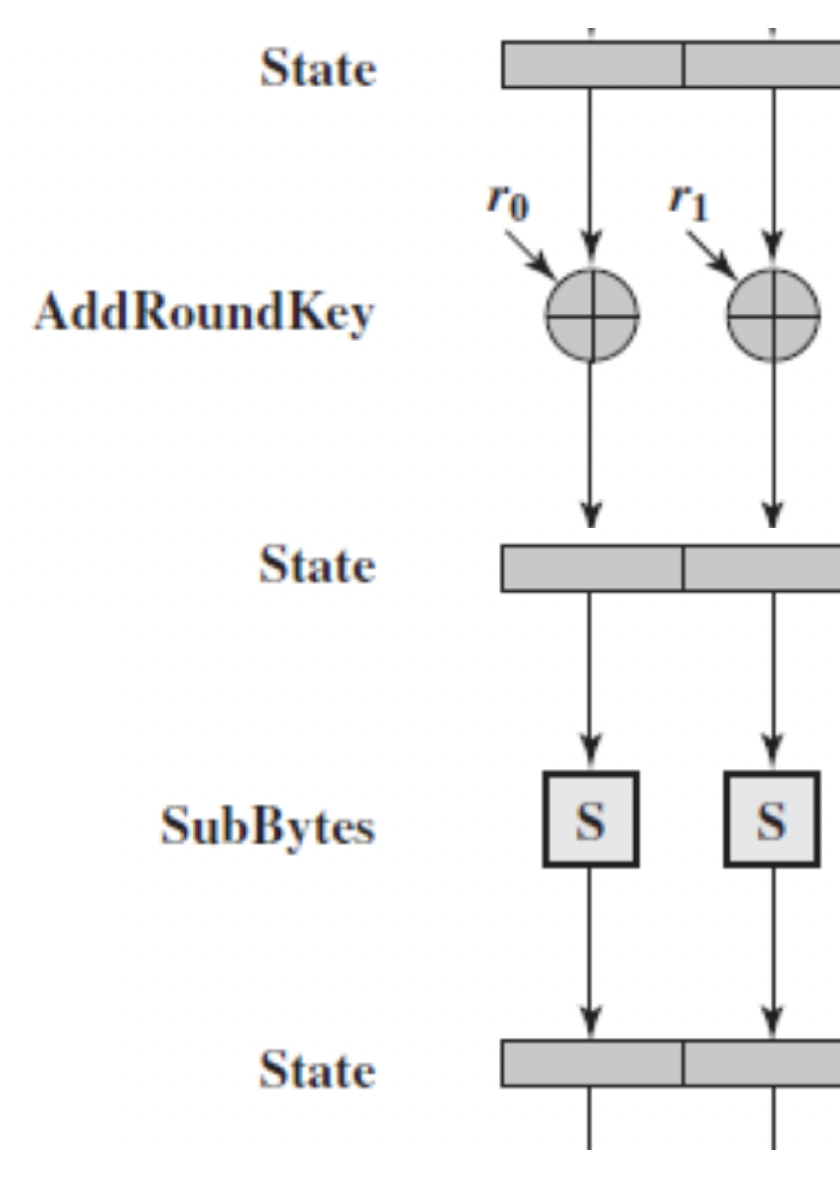 State
r0 r1
AddRoundKey
State
SubBytes
S S
State